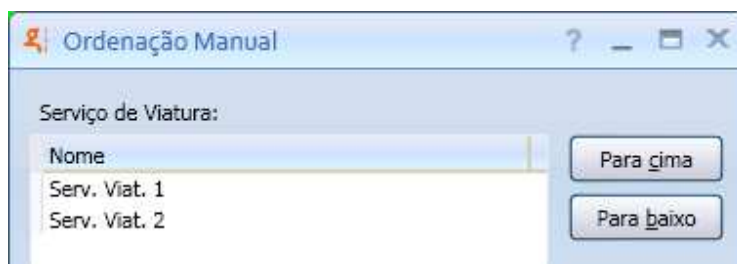 Ordenação Manual
Serviço de Viatura:
Nome
Para cima
Serv. Viat. 1
Serv. Viat. 2
Para baixo